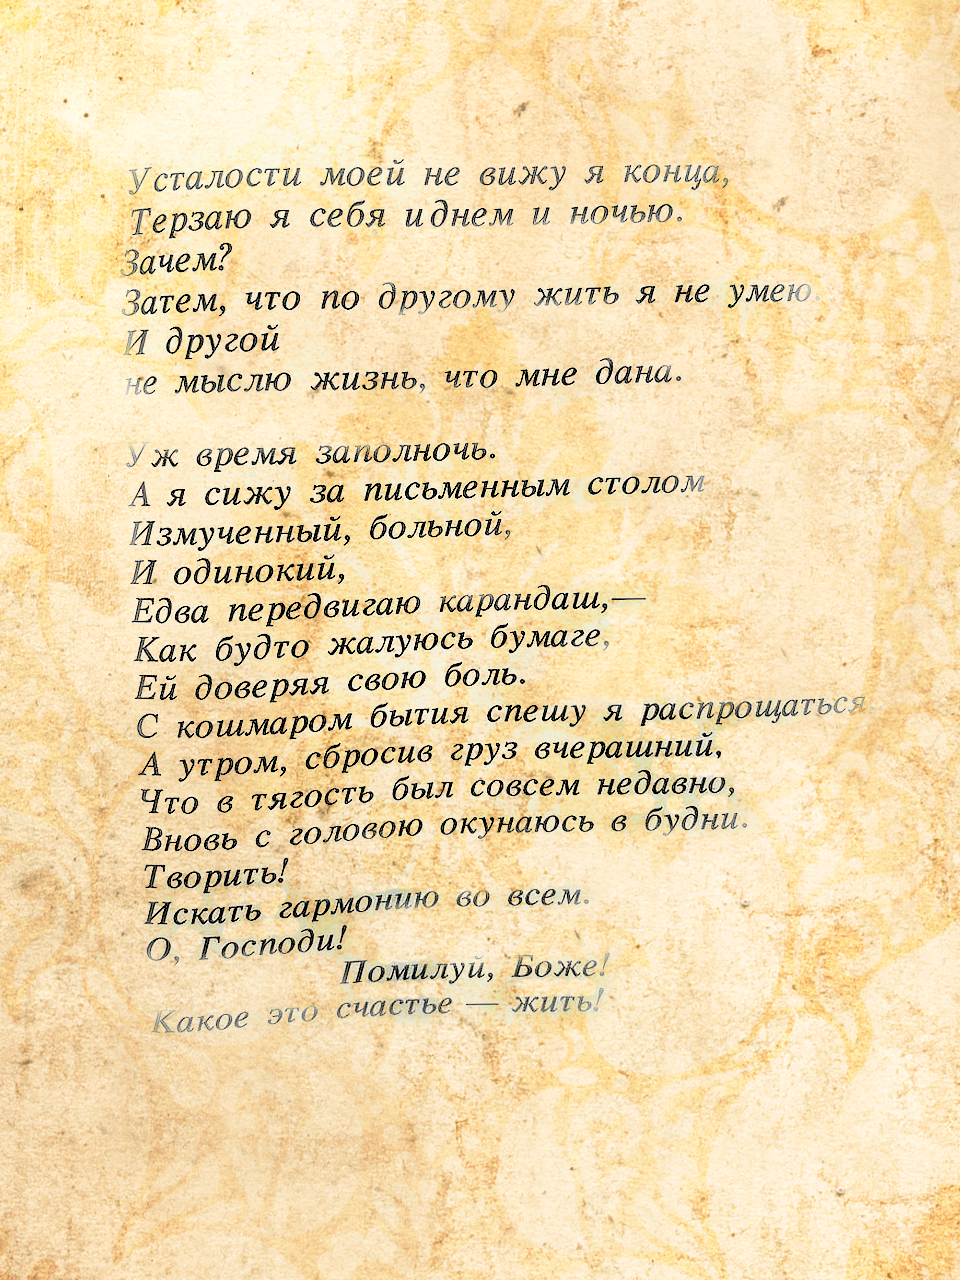 Усталости моей не вижу я конца,
Терзаю я себя и днем и ночью.
Зачем?
Затем, что по другому жить я не умею.
И другой
не мыслю жизнь, что мне дана.
Уж время заполночь.
А я сижу за письменным столом
Измученный, больной,
И одинокий,
Едва передвигаю карандаш,—
Как будто жалуюсь бумаге,
Ей доверяя свою боль.
С кошмаром бытия спешу я распрощаться.
А утром, сбросив груз вчерашний,
Что в тягость был совсем недавно,
Вновь с головою окунаюсь в будни.
Творить!
Искать гармонию во всем.
О, Господи!
Помилуй, Боже!
Какое это счастье — жить!